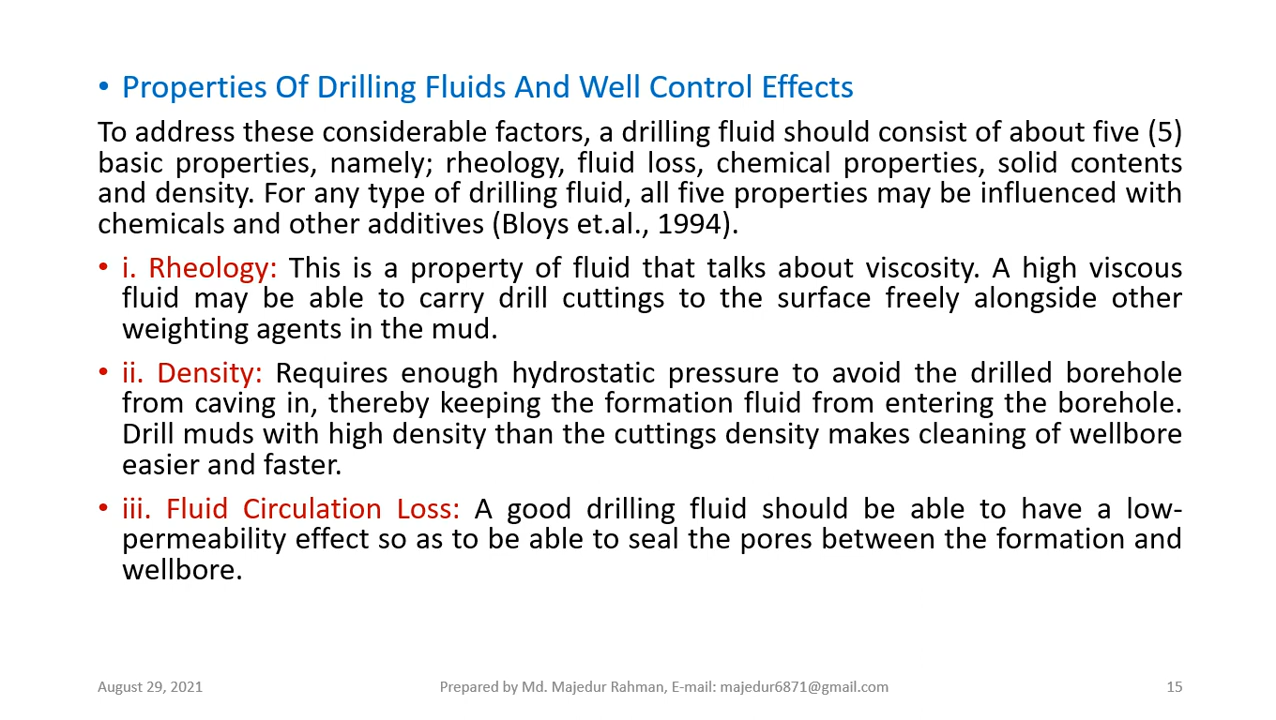 • Properties Of Drilling Fluids And Well Control Effects
To address these considerable factors, a drilling fluid should consist of about five (5)
basic properties, namely; rheology, fluid loss, chemical properties, solid contents
and density. For any type of drilling fluid, all five properties may be influenced with
chemicals and other additives (Bloys et.al., 1994).
• i. Rheology: This is a property of fluid that talks about viscosity. A high viscous
fluid may be able to carry drill cuttings to the surface freely alongside other
weighting agents in the mud.
• ii. Density: Requires enough hydrostatic pressure to avoid the drilled borehole
from caving in, thereby keeping the formation fluid from entering the borehole.
Drill muds with high density than the cuttings density makes cleaning of wellbore
easier and faster.
• iii. Fluid Circulation Loss: A good drilling fluid should be able to have a low-
permeability effect so as to be able to seal the pores between the formation and
wellbore.
August 29, 2021 Prepared by Md. Majedur Rahman, E-mail: majedur6871@gmail.com 15